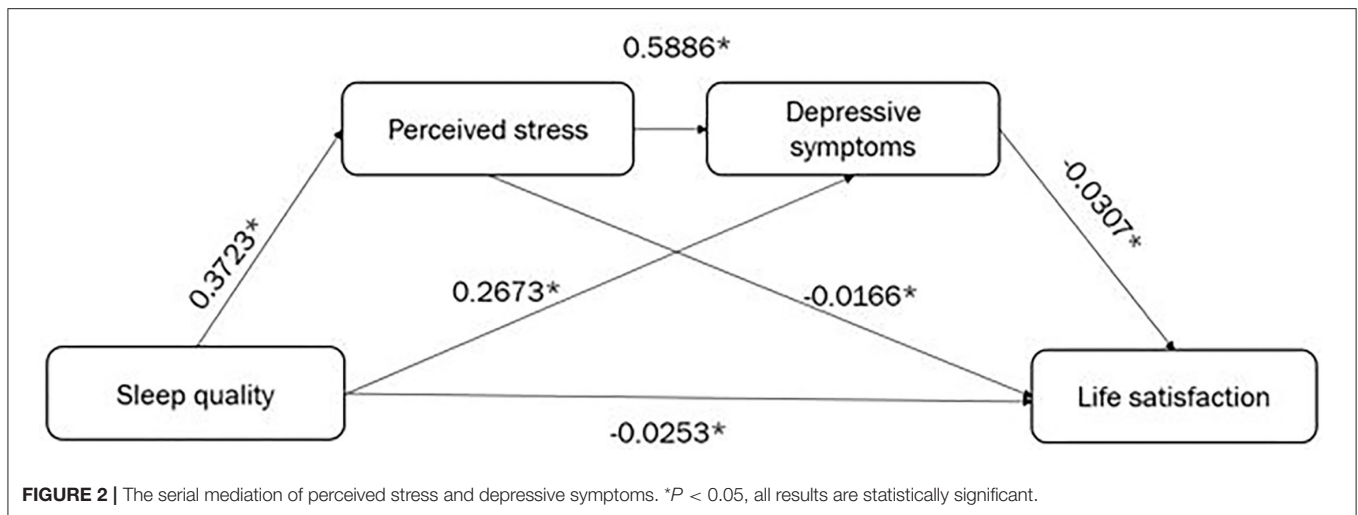 0.5886*
Perceived stress
Depressive
symptoms
0.3723*
-0.0307*
0.2673*
-0.0166*
Sleep quality
Life satisfaction
-0.0253*
FIGURE 2 | The serial mediation of perceived stress and depressive symptoms. *P < 0.05, all results are statistically significant.